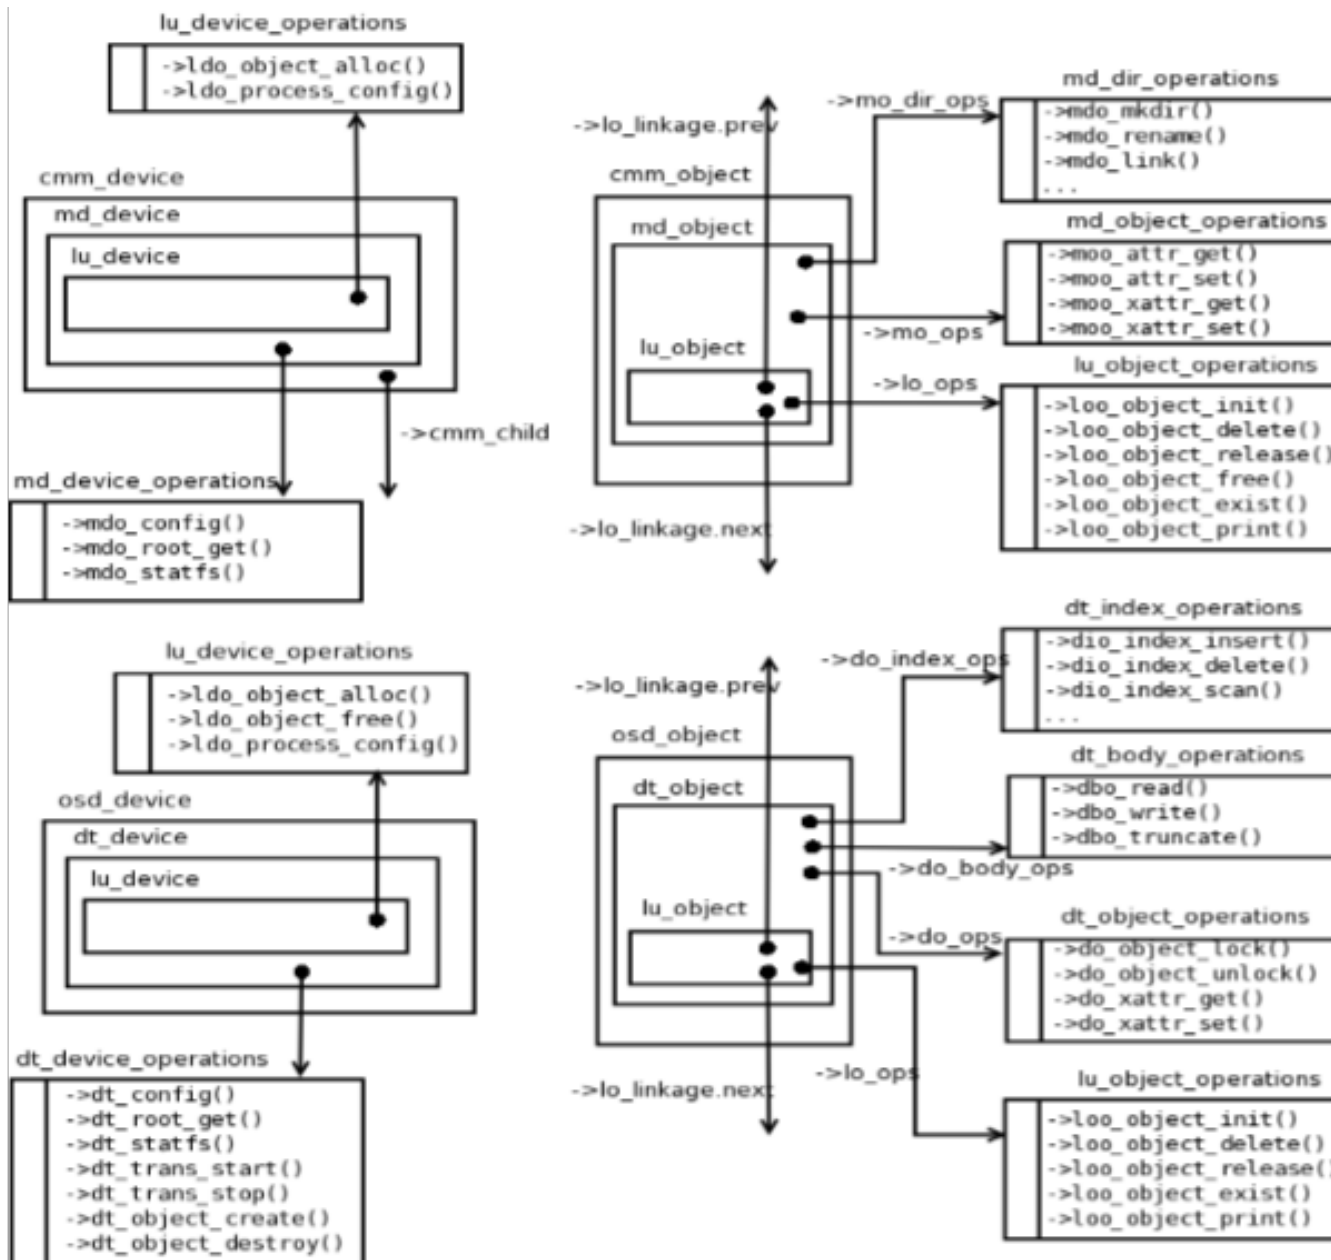 lu_device_operations
->ldo_object_alloc()
->ldo_process_config()
cmm_device
md_device
lu_device
->cmm_child
md_device_operations
->mdo_config()
->mdo_root_get()
->mdo_statfs()
->lo_linkage.prev
cmm_object
md_object
lu_object
->lo_linkage.next
->mo_dir_ops
->mo_ops
->lo_ops
md_dir_operations
->mdo_mkdir()
->mdo_rename()
->mdo_link()
...
md_object_operations
->moo_attr_get()
->moo_attr_set()
->moo_xattr_get()
->moo_xattr_set()
lu_object_operations
->loo_object_init()
->loo_object_delete()
->loo_object_release()
->loo_object_free()
->loo_object_exist()
->loo_object_print()
lu_device_operations
->ldo_object_alloc()
->ldo_object_free()
->ldo_process_config()
osd_device
dt_device
lu_device
dt_device_operations
->dt_config()
->dt_root_get()
->dt_statfs()
->dt_trans_start()
->dt_trans_stop()
->dt_object_create()
->dt_object_destroy()
->lo_linkage.prev
osd_object
dt_object
lu_object
->lo_linkage.next
->do_index_ops
->do_body_ops
->do_ops
->lo_ops
dt_index_operations
->dio_index_insert()
->dio_index_delete()
->dio_index_scan()
...
dt_body_operations
->dbo_read()
->dbo_write()
->dbo_truncate()
dt_object_operations
->do_object_lock()
->do_object_unlock()
->do_xattr_get()
->do_xattr_set()
lu_object_operations
->loo_object_init()
->loo_object_delete()
->loo_object_release(
->loo_object_exist()
->loo_object_print()